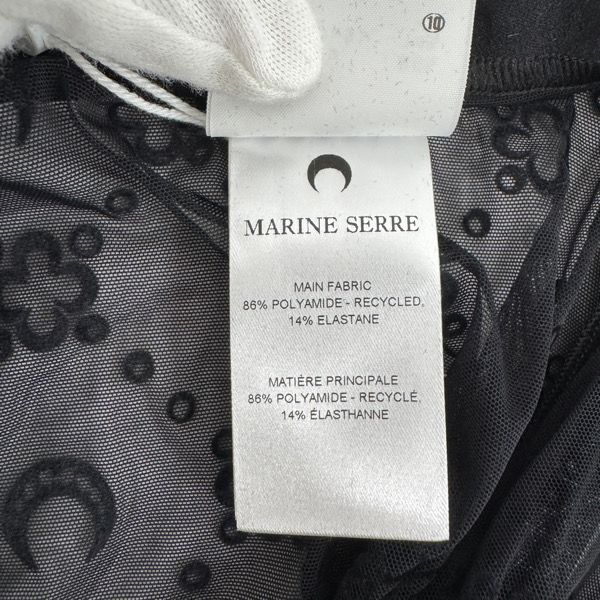 ⑩
MARINE SERRE
MAIN FABRIC
86% POLYAMIDE - RECYCLED,
14% ELASTANE
MATIÈRE PRINCIPALE
86% POLYAMIDE - RECYCLÉ,
14% ÉLASTHANNE